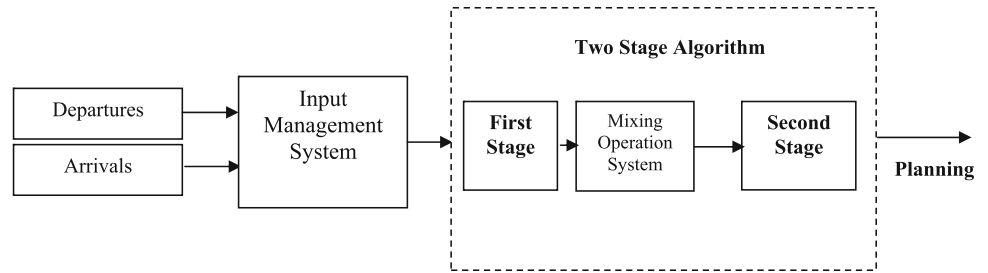 Two Stage Algorithm
Departures
Arrivals
Input
Management
System
First
Stage
Mixing
Operation
System
Second
Stage
Planning